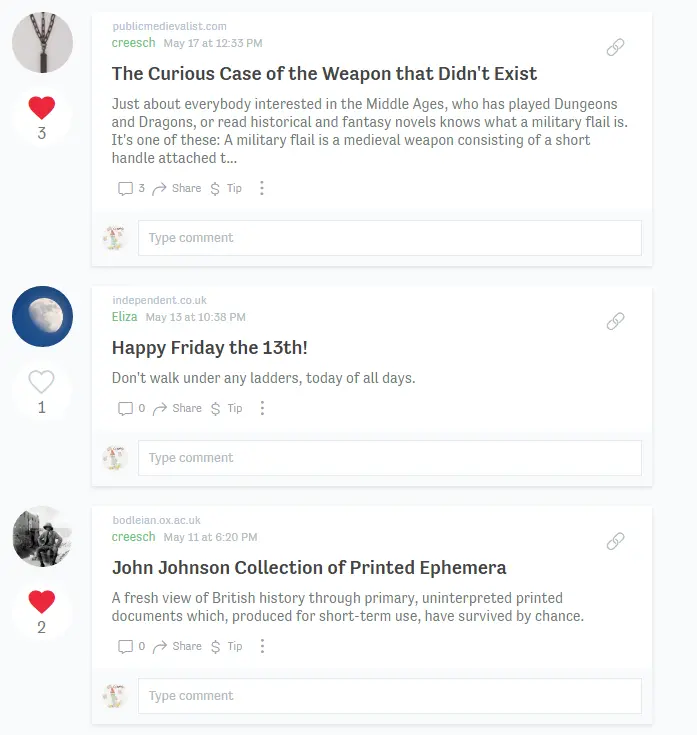 publicmedievalist.com
creesch May 17 at 12:33 PM
The Curious Case of the Weapon that Didn't Exist
Just about everybody interested in the Middle Ages, who has played Dungeons
and Dragons, or read historical and fantasy novels knows what a military flail is.
It's one of these: A military flail is a medieval weapon consisting of a short
handle attached t...
3
3 Share $ Tip
Type comment
independent.co.uk
Eliza May 13 at 10:38 PM
Happy Friday the 13th!
Don't walk under any ladders, today of all days.
1
0 Share $ Tip
Type comment
bodleian.ox.ac.uk
creesch May 11 at 6:20 PM
John Johnson Collection of Printed Ephemera
A fresh view of British history through primary, uninterpreted printed
documents which, produced for short-term use, have survived by chance.
2
0 Share $ Tip
Type comment